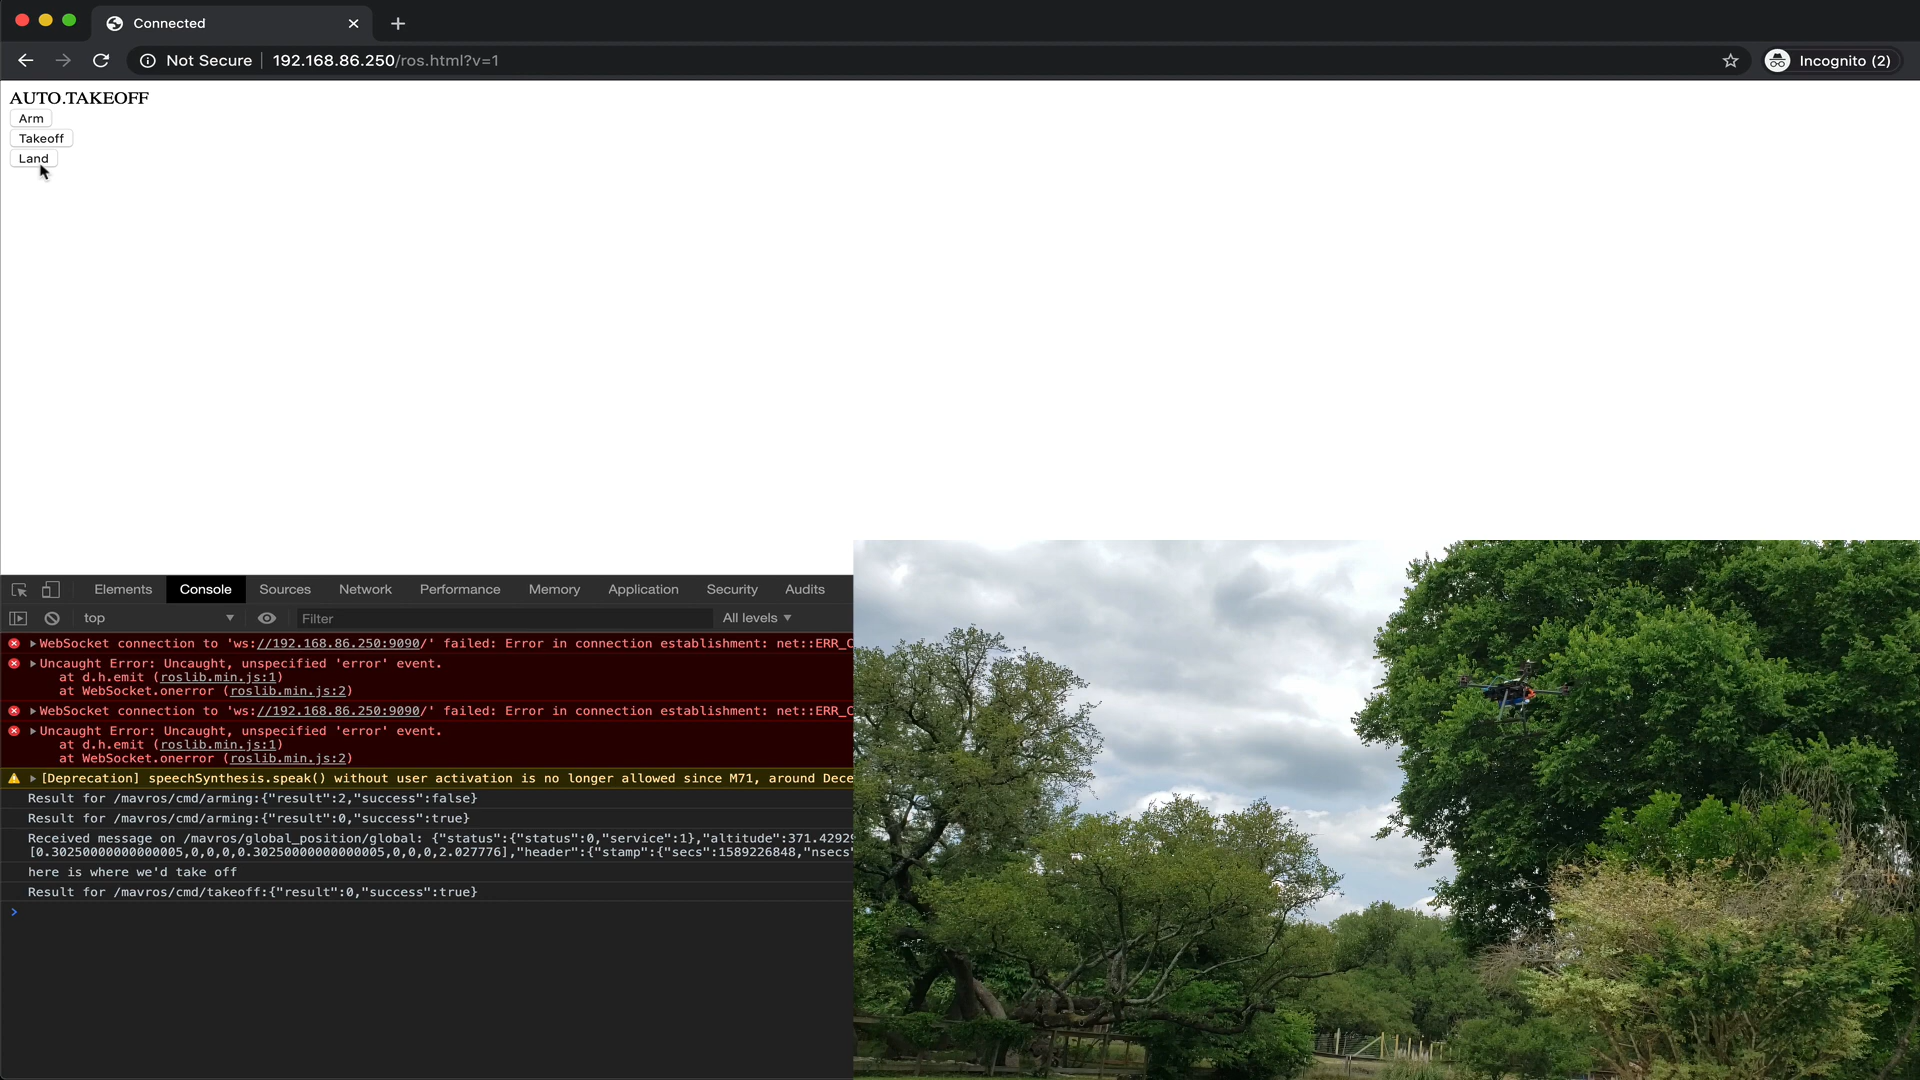 Connected
Not Secure | 192.168.86.250/ros.html?v=1
Incognito (2)
AUTO.TAKEOFF
Arm
Takeoff
Land
Elements Console Sources Network Performance Memory Application Security Audits
top Filter All levels
WebSocket connection to 'ws://192.168.86.250:9090/' failed: Error in connection establishment: net::ERR_C
Uncaught Error: Uncaught, unspecified 'error' event.
at d.h.emit (roslib.min.js:1)
at WebSocket.onerror (roslib.min.js:2)
WebSocket connection to 'ws://192.168.86.250:9090/' failed: Error in connection establishment: net::ERR_C
Uncaught Error: Uncaught, unspecified 'error' event.
at d.h.emit (roslib.min.js:1)
at WebSocket.onerror (roslib.min.js:2)
[Deprecation] speechSynthesis.speak() without user activation is no longer allowed since M71, around Dece
Result for /mavros/cmd/arming:{"result":2,"success":false}
Result for /mavros/cmd/arming:{"result":0,"success":true}
Received message on /mavros/global_position/global: {"status":{"status":0,"service":1},"altitude":371.42929
[0.30250000000000005,0,0,0,0.30250000000000005,0,0,0,2.027776],"header":{"stamp":{"secs":1589226848,"nsecs"
here is where we'd take off
Result for /mavros/cmd/takeoff:{"result":0,"success":true}
>